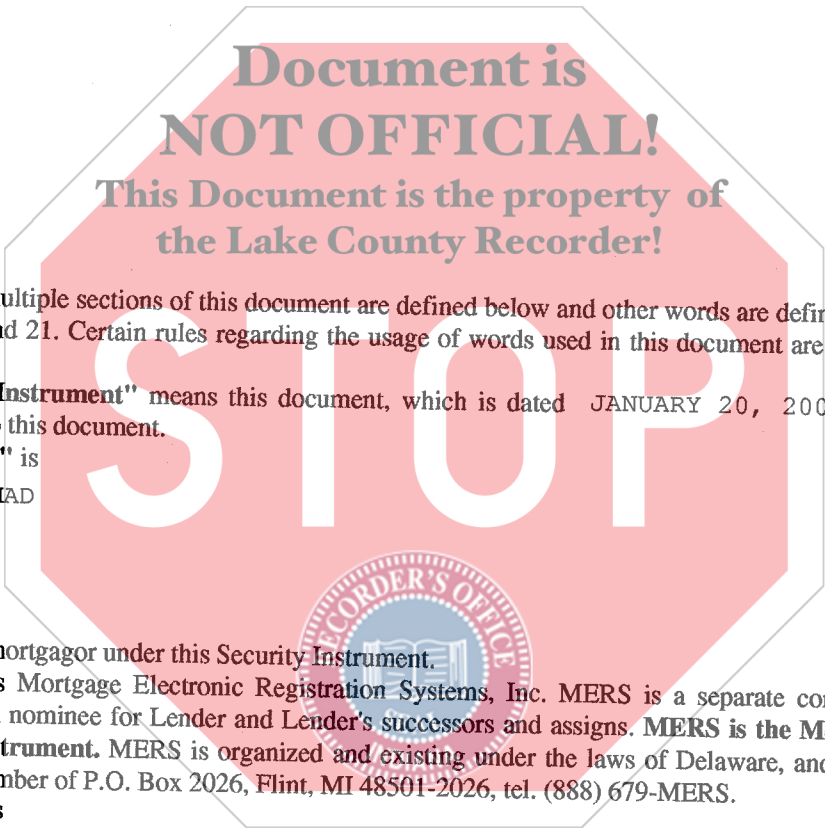 Document is
NOT OFFICIAL!
This Document is the property of
the Lake County Recorder!
ultiple sections of this document are defined below and other words are defin
nd 21. Certain rules regarding the usage of words used in this document are
STOP
Instrument" means this document, which is dated JANUARY 20, 200
this document.
" is
IAD
RECORDER'S OFFICE
nortgagor under this Security Instrument.
s Mortgage Electronic Registration Systems, Inc. MERS is a separate co
nominee for Lender and Lender's successors and assigns. MERS is the M
trument. MERS is organized and existing under the laws of Delaware, and
mber of P.O. Box 2026, Flint, MI 48501-2026, tel. (888) 679-MERS.
s